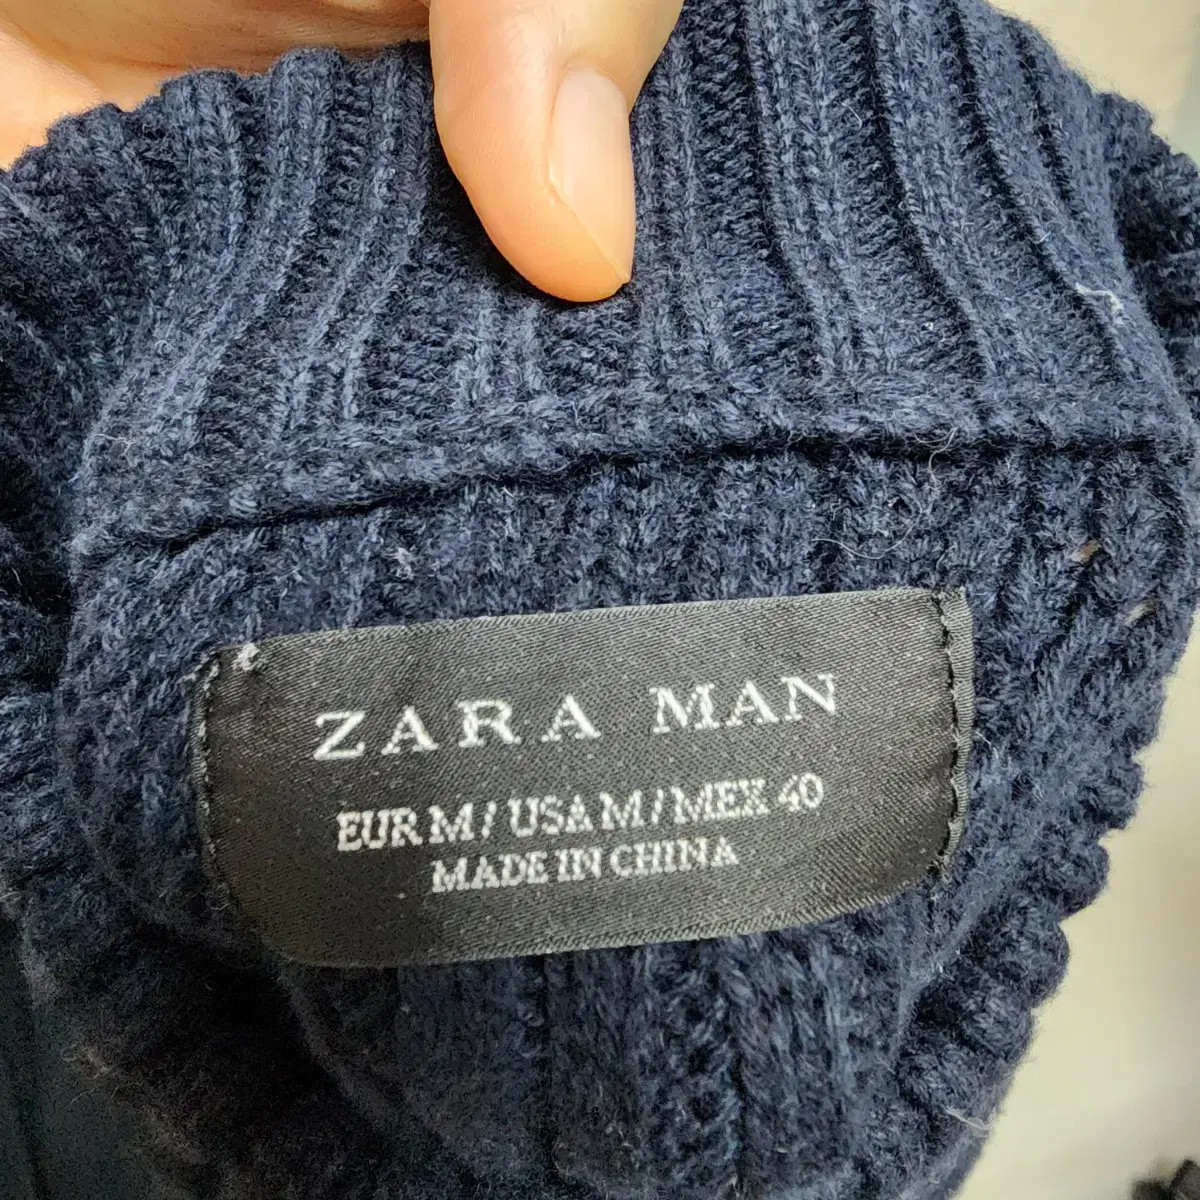 ZARA MAN
EUR M / USA M / MEX 40
MADE IN CHINA